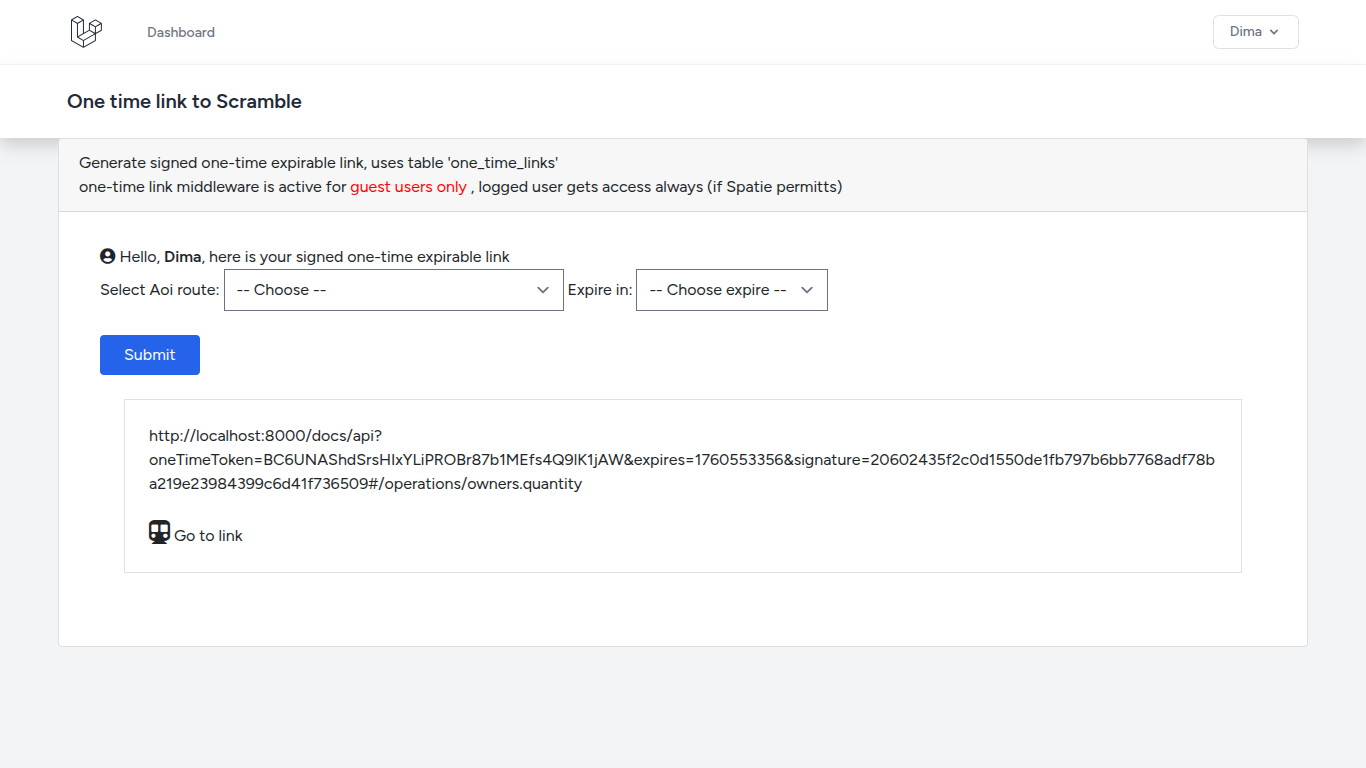 Dashboard
Dima
One time link to Scramble
Generate signed one-time expirable link, uses table 'one_time_links'
one-time link middleware is active for guest users only , logged user gets access always (if Spatie permitts)
Hello, Dima, here is your signed one-time expirable link
Select Aoi route: -- Choose -- Expire in: -- Choose expire --
Submit
http://localhost:8000/docs/api?
oneTimeToken=BC6UNAShdSrsHIxYLiPROBr87b1MEfs4Q9lK1jAW&expires=1760553356&signature=20602435f2c0d1550de1fb797b6bb7768adf78b
a219e23984399c6d41f736509#/operations/owners.quantity
Go to link